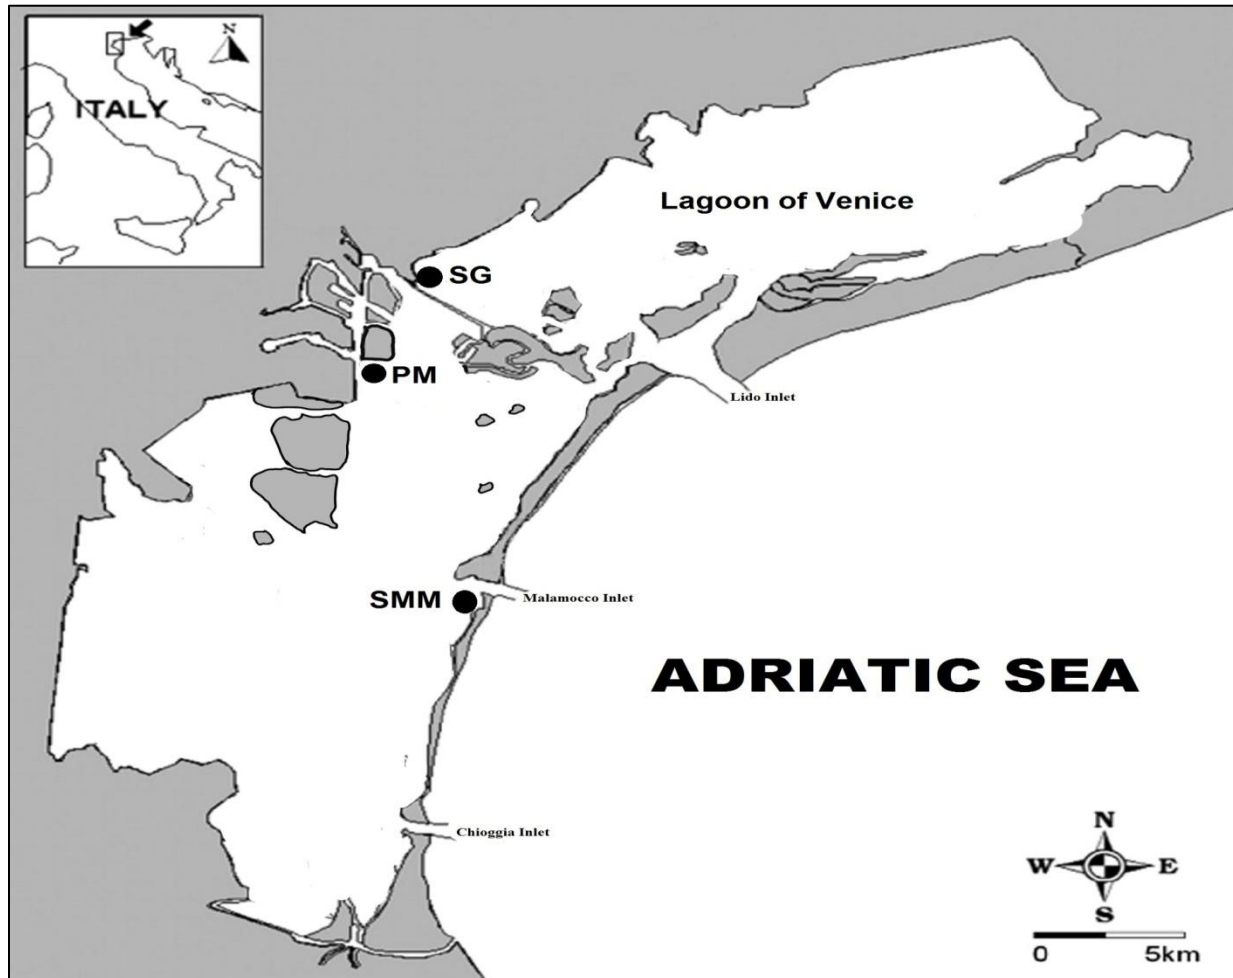 N
ITALY
Lagoon of Venice
SG
PM
Lido Inlet
SMM
Malamocco Inlet
ADRIATIC SEA
Chioggia Inlet
N
W E
S
0 5km